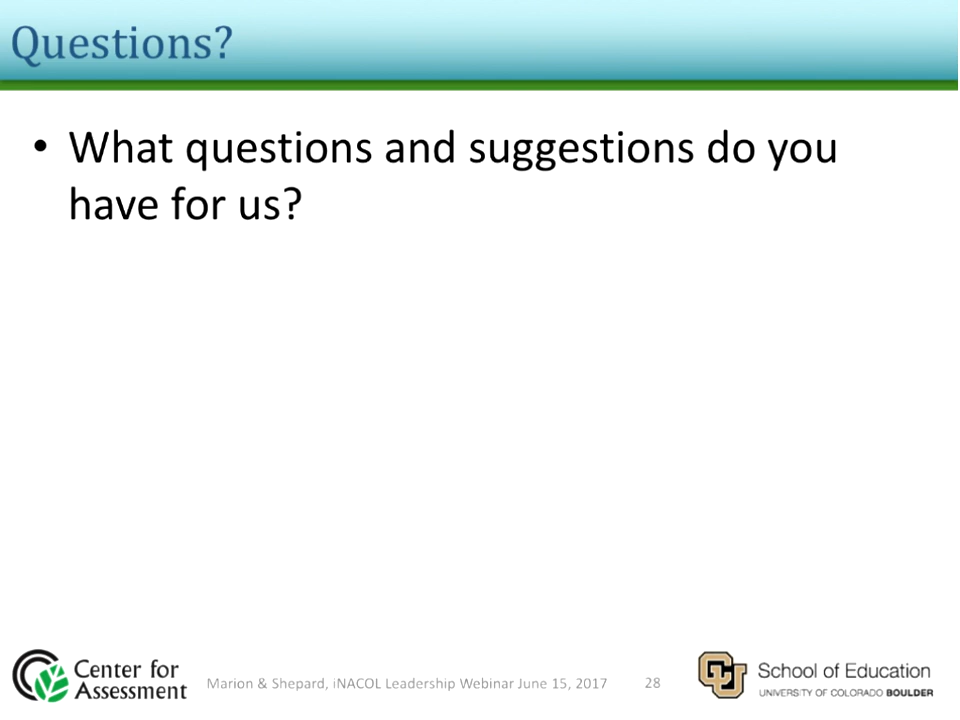 Questions?
• What questions and suggestions do you
have for us?
Center for
Assessment
Marion & Shepard, iNACOL Leadership Webinar June 15, 2017
28
CU
School of Education
UNIVERSITY OF COLORADO BOULDER